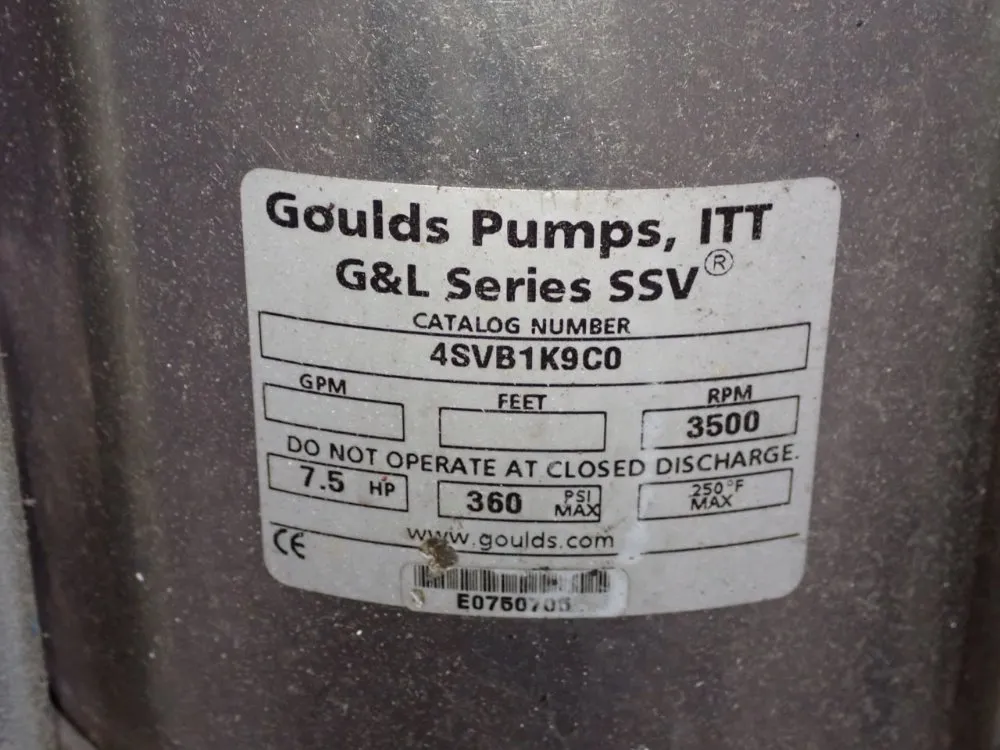 Goulds Pumps, ITT
G&L Series SSV®
CATALOG NUMBER
4SVB1K9C0
GPM FEET RPM
3500
DO NOT OPERATE AT CLOSED DISCHARGE.
7.5 HP 360 PSI MAX 250°F MAX
CE
www.goulds.com